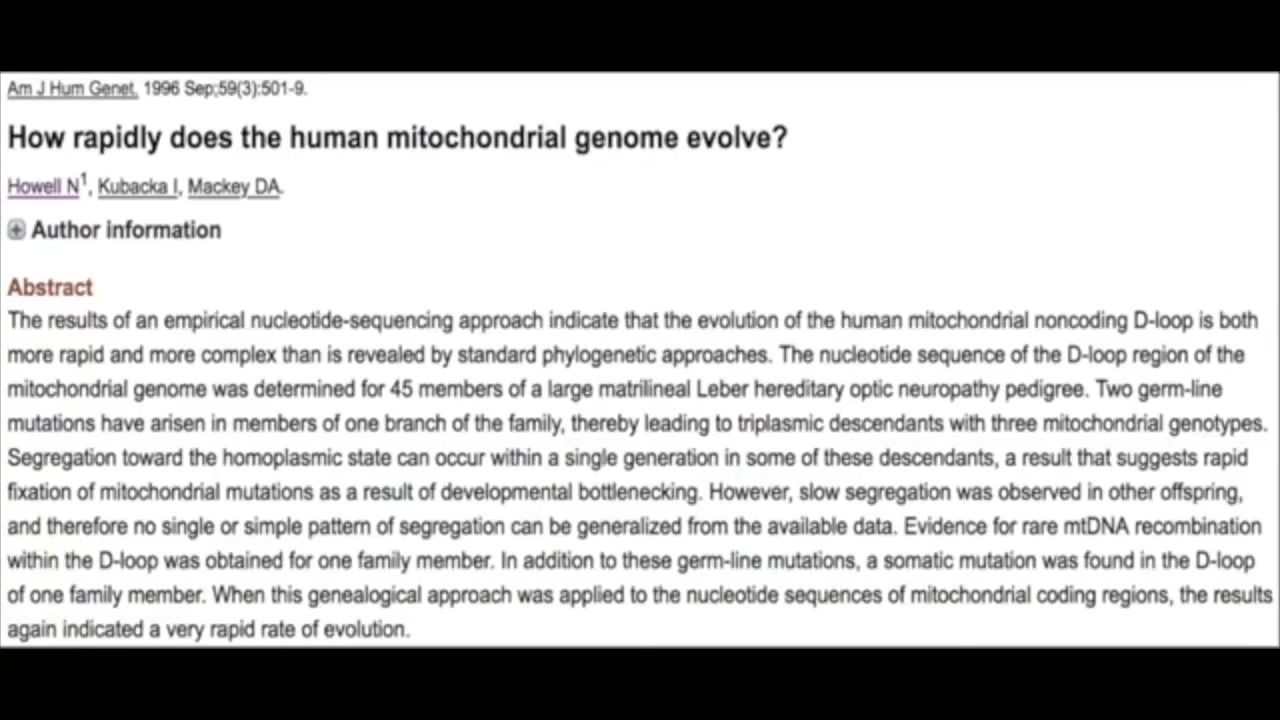 Am J Hum Genet. 1996 Sep;59(3):501-9.
How rapidly does the human mitochondrial genome evolve?
Howell N1, Kubacka I, Mackey DA.
Author information
Abstract
The results of an empirical nucleotide-sequencing approach indicate that the evolution of the human mitochondrial noncoding D-loop is both
more rapid and more complex than is revealed by standard phylogenetic approaches. The nucleotide sequence of the D-loop region of the
mitochondrial genome was determined for 45 members of a large matrilineal Leber hereditary optic neuropathy pedigree. Two germ-line
mutations have arisen in members of one branch of the family, thereby leading to triplasmic descendants with three mitochondrial genotypes.
Segregation toward the homoplasmic state can occur within a single generation in some of these descendants, a result that suggests rapid
fixation of mitochondrial mutations as a result of developmental bottlenecking. However, slow segregation was observed in other offspring,
and therefore no single or simple pattern of segregation can be generalized from the available data. Evidence for rare mtDNA recombination
within the D-loop was obtained for one family member. In addition to these germ-line mutations, a somatic mutation was found in the D-loop
of one family member. When this genealogical approach was applied to the nucleotide sequences of mitochondrial coding regions, the results
again indicated a very rapid rate of evolution.